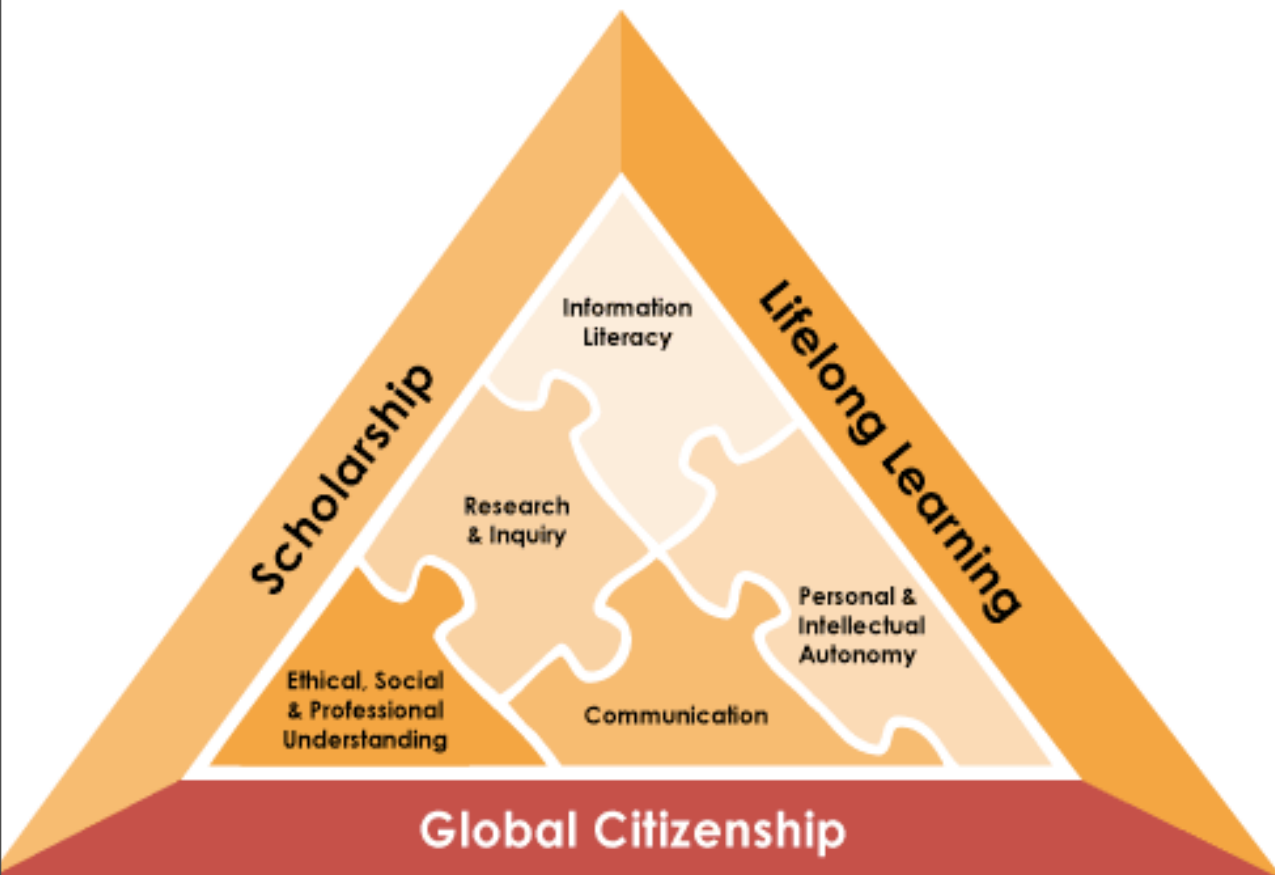 Scholarship
Lifelong Learning
Information
Literacy
Research
& Inquiry
Personal &
Intellectual
Autonomy
Ethical, Social
& Professional
Understanding
Communication
Global Citizenship